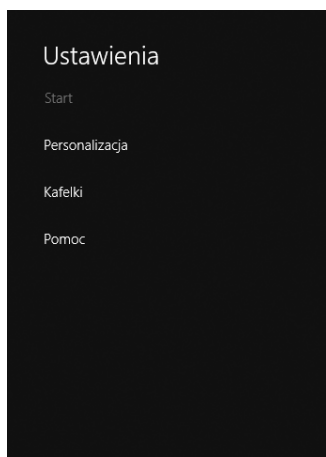 Ustawienia
Start
Personalizacja
Kafelki
Pomoc